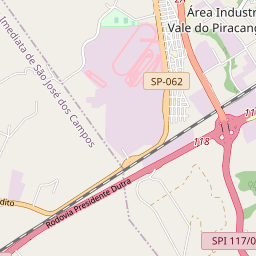 Área Industr
Vale do Piracang
SP-062
Imediata de São José dos Campos
118
118
dito
Rodovia Presidente Dutra
SPI 117/0